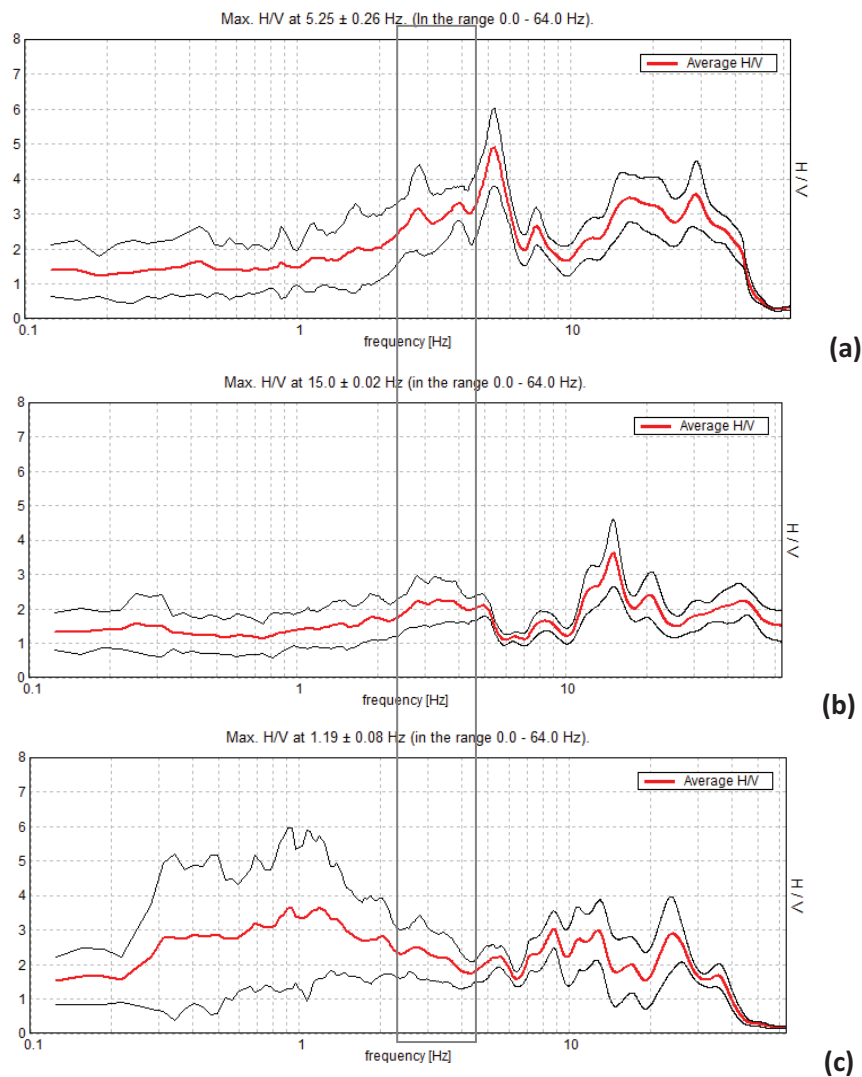 Max. H/V at 5.25 ± 0.26 Hz. (In the range 0.0 - 64.0 Hz).
8
7
6
5
4
3
2
1
0
Average H/V
H / V
0.1 1 10
frequency [Hz]
(a)
Max. H/V at 15.0 ± 0.02 Hz (in the range 0.0 - 64.0 Hz).
8
7
6
5
4
3
2
1
0
Average H/V
H / V
0.1 1 10
frequency [Hz]
(b)
Max. H/V at 1.19 ± 0.08 Hz (in the range 0.0 - 64.0 Hz).
8
7
6
5
4
3
2
1
0
Average H/V
H / V
0.1 1 10
frequency [Hz]
(c)